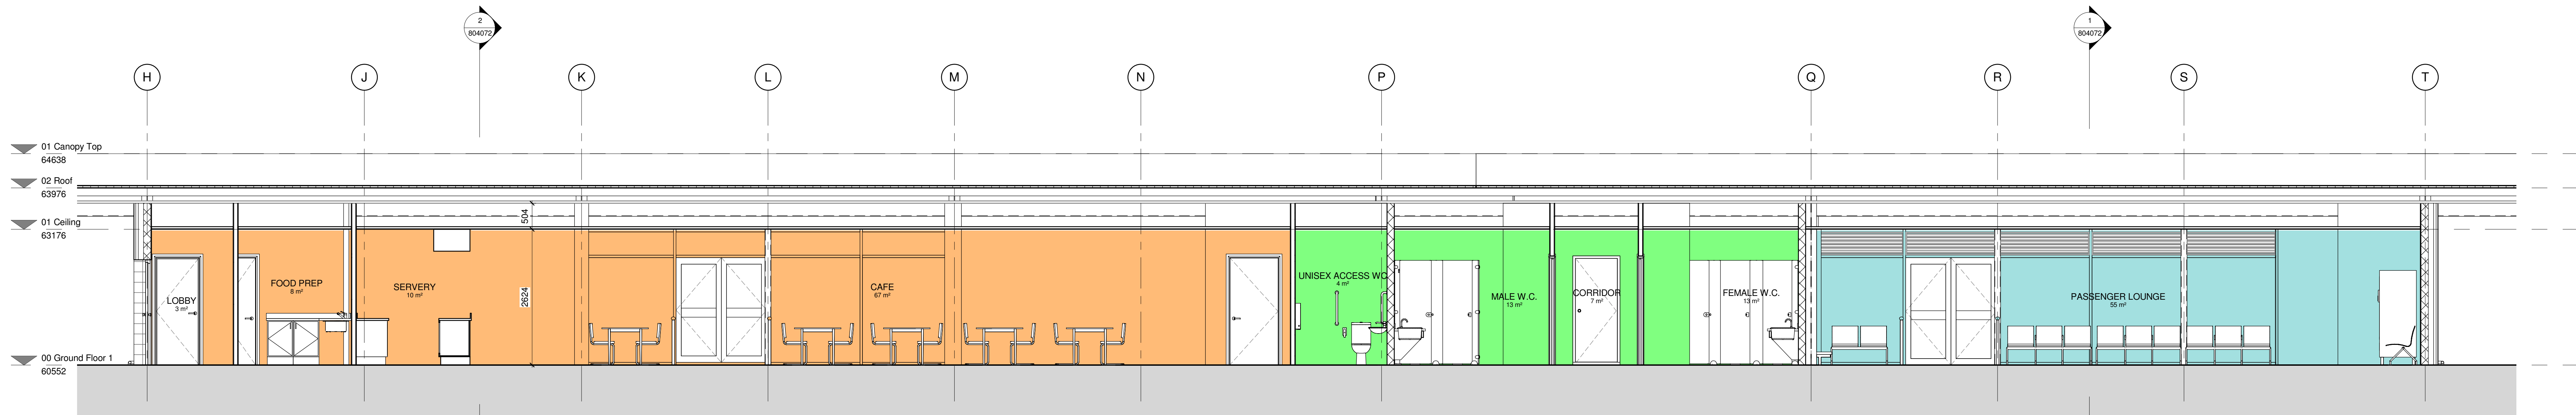 2
804072
1
804072
H
J
K
L
M
N
P
Q
R
S
T
01 Canopy Top
64638
02 Roof
63976
01 Ceiling
63176
504
2624
LOBBY
3 m²
FOOD PREP
8 m²
SERVERY
10 m²
CAFE
67 m²
UNISEX ACCESS WC
4 m²
MALE W.C.
13 m²
CORRIDOR
7 m²
FEMALE W.C.
13 m²
PASSENGER LOUNGE
55 m²
00 Ground Floor 1
60552